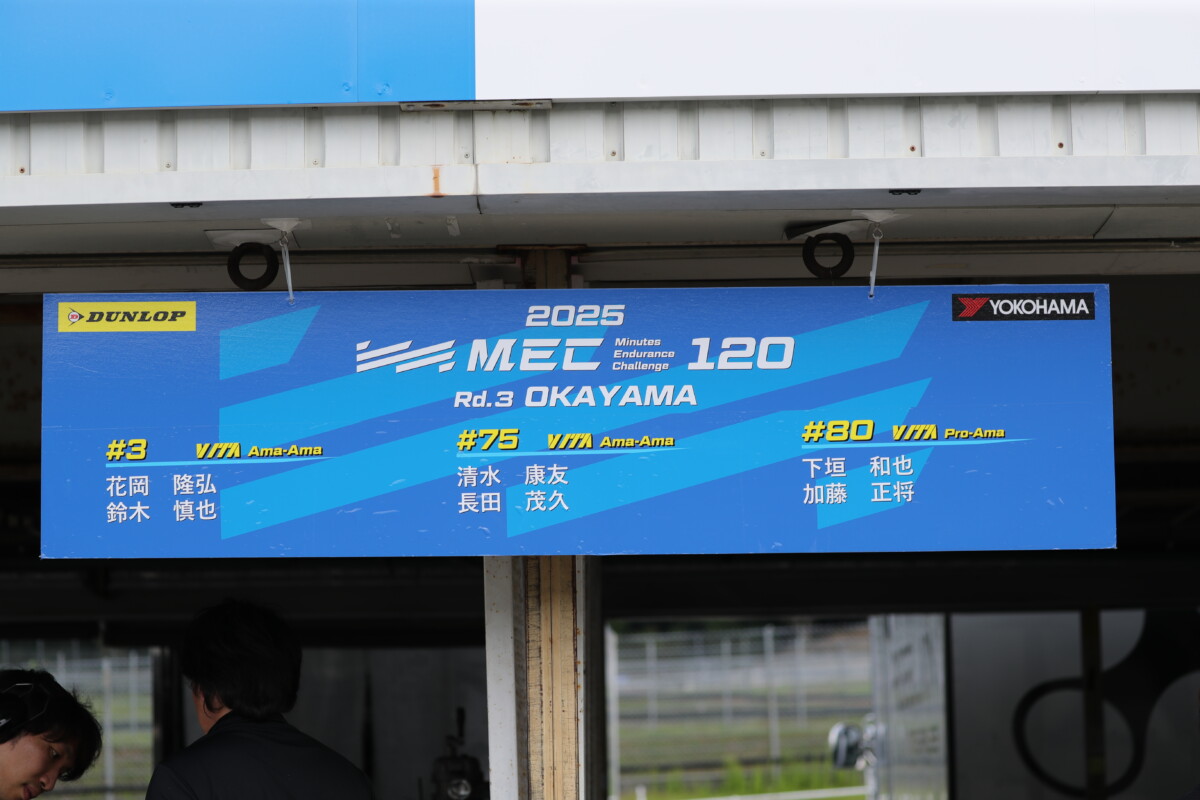 DUNLOP
YOKOHAMA
2025
MEC Minutes Endurance Challenge 120
Rd.3 OKAYAMA
#3 VITA Ama-Ama
花岡 隆弘
鈴木 慎也
#75 VITA Ama-Ama
清水 康友
長田 茂久
#80 VITA Pro-Ama
下垣 和也
加藤 正将